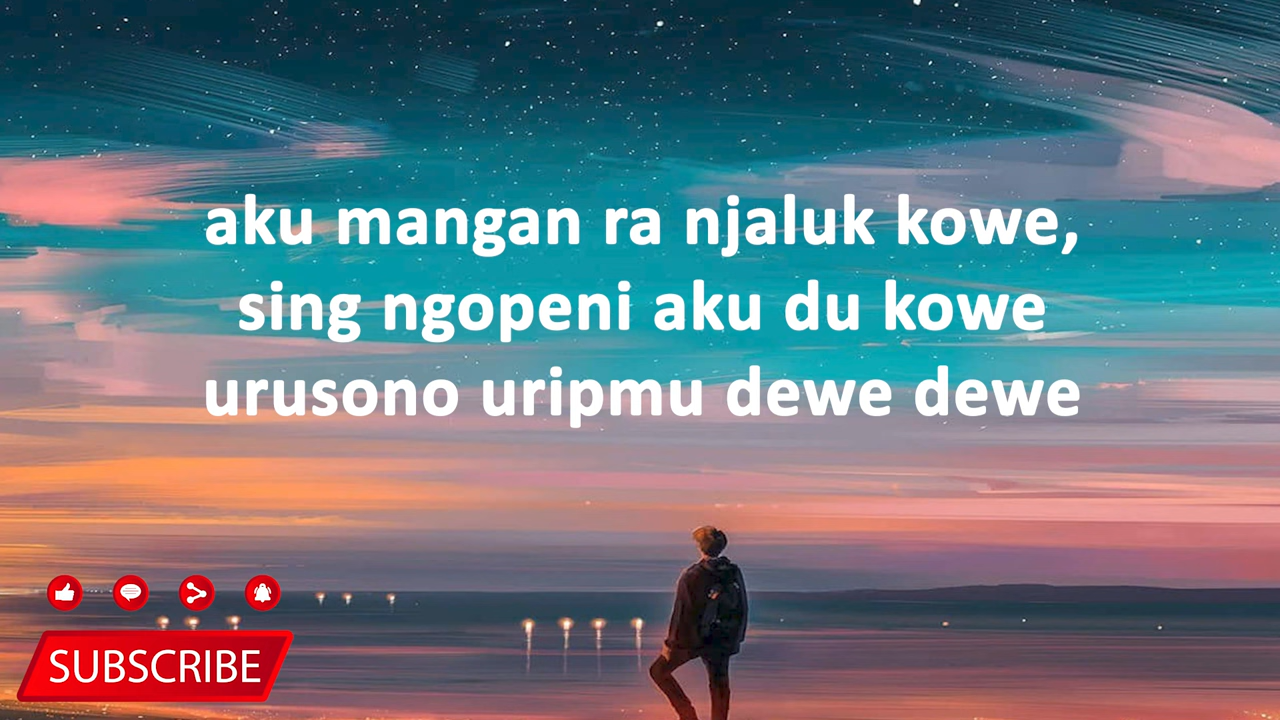 aku mangan ra njaluk kowe,
sing ngopeni aku du kowe
urusono uripmu dewe dewe
SUBSCRIBE